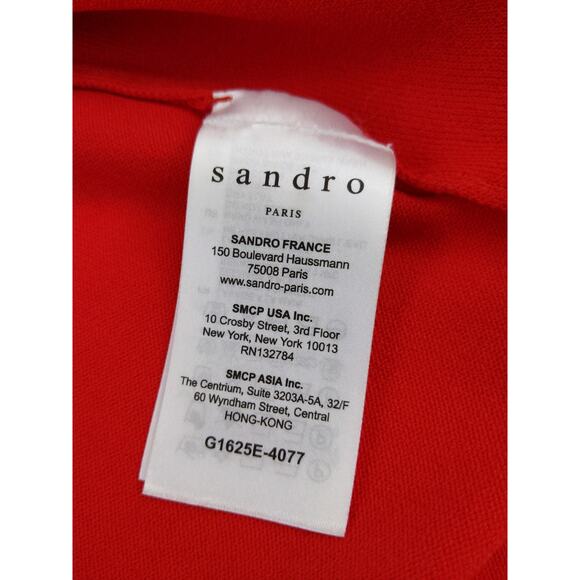 sandro
PARIS
SANDRO FRANCE
150 Boulevard Haussmann
75008 Paris
www.sandro-paris.com
SMCP USA Inc.
10 Crosby Street, 3rd Floor
New York, New York 10013
RN132784
SMCP ASIA Inc.
The Centrium, Suite 3203A-5A, 32/F
60 Wyndham Street, Central
HONG-KONG
G1625E-4077